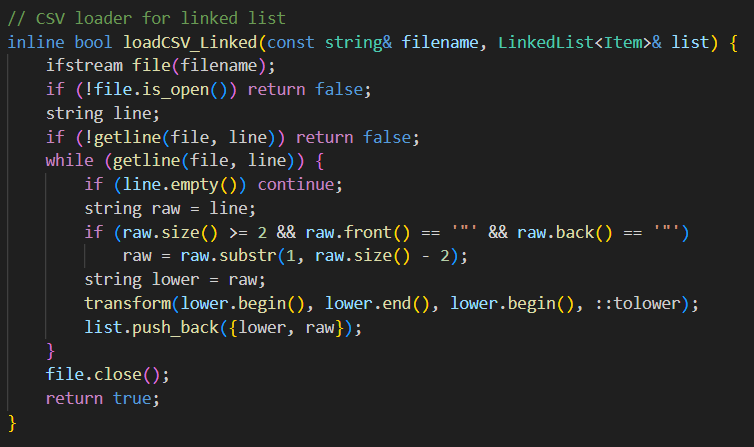 // CSV loader for linked list
inline bool loadCSV_Linked(const string& filename, LinkedList<Item>& list) {
    ifstream file(filename);
    if (!file.is_open()) return false;
    string line;
    if (!getline(file, line)) return false;
    while (getline(file, line)) {
        if (line.empty()) continue;
        string raw = line;
        if (raw.size() >= 2 && raw.front() == '"' && raw.back() == '"')
            raw = raw.substr(1, raw.size() - 2);
        string lower = raw;
        transform(lower.begin(), lower.end(), lower.begin(), ::tolower);
        list.push_back({lower, raw});
    }
    file.close();
    return true;
}